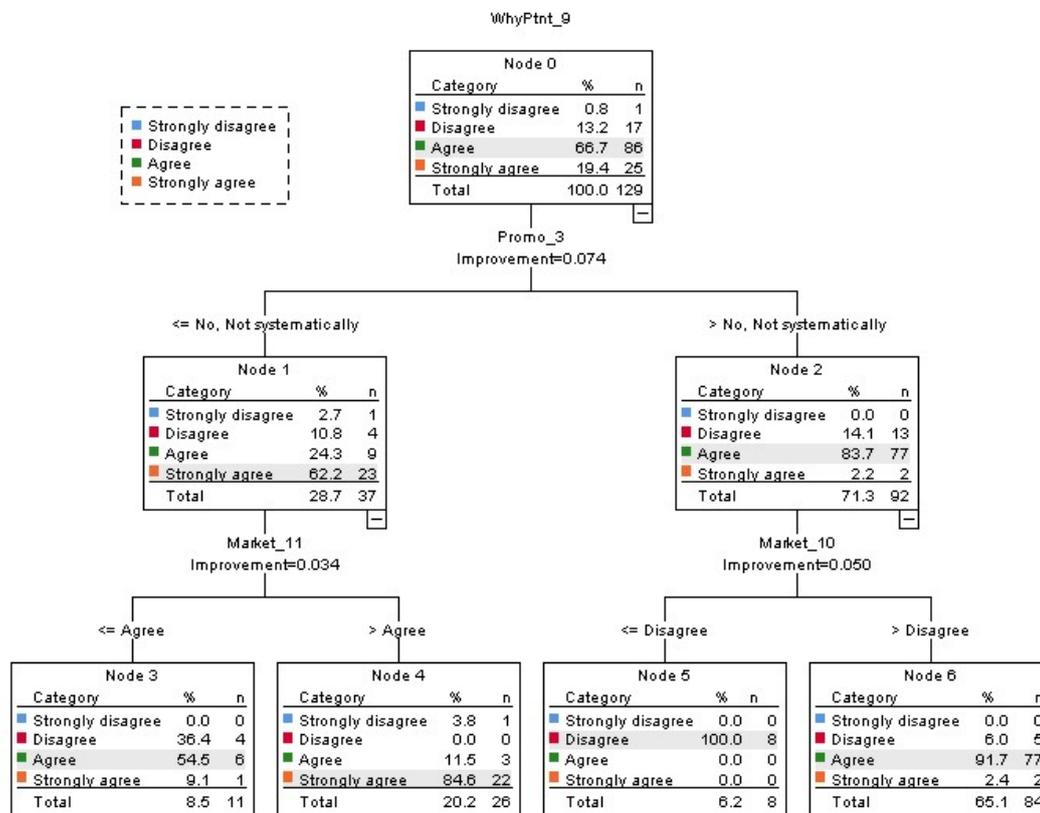 WhyPtnt_9
Strongly disagree
Disagree
Agree
Strongly agree
Node 0
Category % n
Strongly disagree 0.8 1
Disagree 13.2 17
Agree 66.7 86
Strongly agree 19.4 25
Total 100.0 129
Promo_3
Improvement=0.074
<= No, Not systematically
> No, Not systematically
Node 1
Category % n
Strongly disagree 2.7 1
Disagree 10.8 4
Agree 24.3 9
Strongly agree 62.2 23
Total 28.7 37
Node 2
Category % n
Strongly disagree 0.0 0
Disagree 14.1 13
Agree 83.7 77
Strongly agree 2.2 2
Total 71.3 92
Market_11
Improvement=0.034
Market_10
Improvement=0.050
<= Agree
> Agree
<= Disagree
> Disagree
Node 3
Category % n
Strongly disagree 0.0 0
Disagree 36.4 4
Agree 54.5 6
Strongly agree 9.1 1
Total 8.5 11
Node 4
Category % n
Strongly disagree 3.8 1
Disagree 0.0 0
Agree 11.5 3
Strongly agree 84.6 22
Total 20.2 26
Node 5
Category % n
Strongly disagree 0.0 0
Disagree 100.0 8
Agree 0.0 0
Strongly agree 0.0 0
Total 6.2 8
Node 6
Category % n
Strongly disagree 0.0 0
Disagree 6.0 5
Agree 91.7 77
Strongly agree 2.4 2
Total 65.1 84